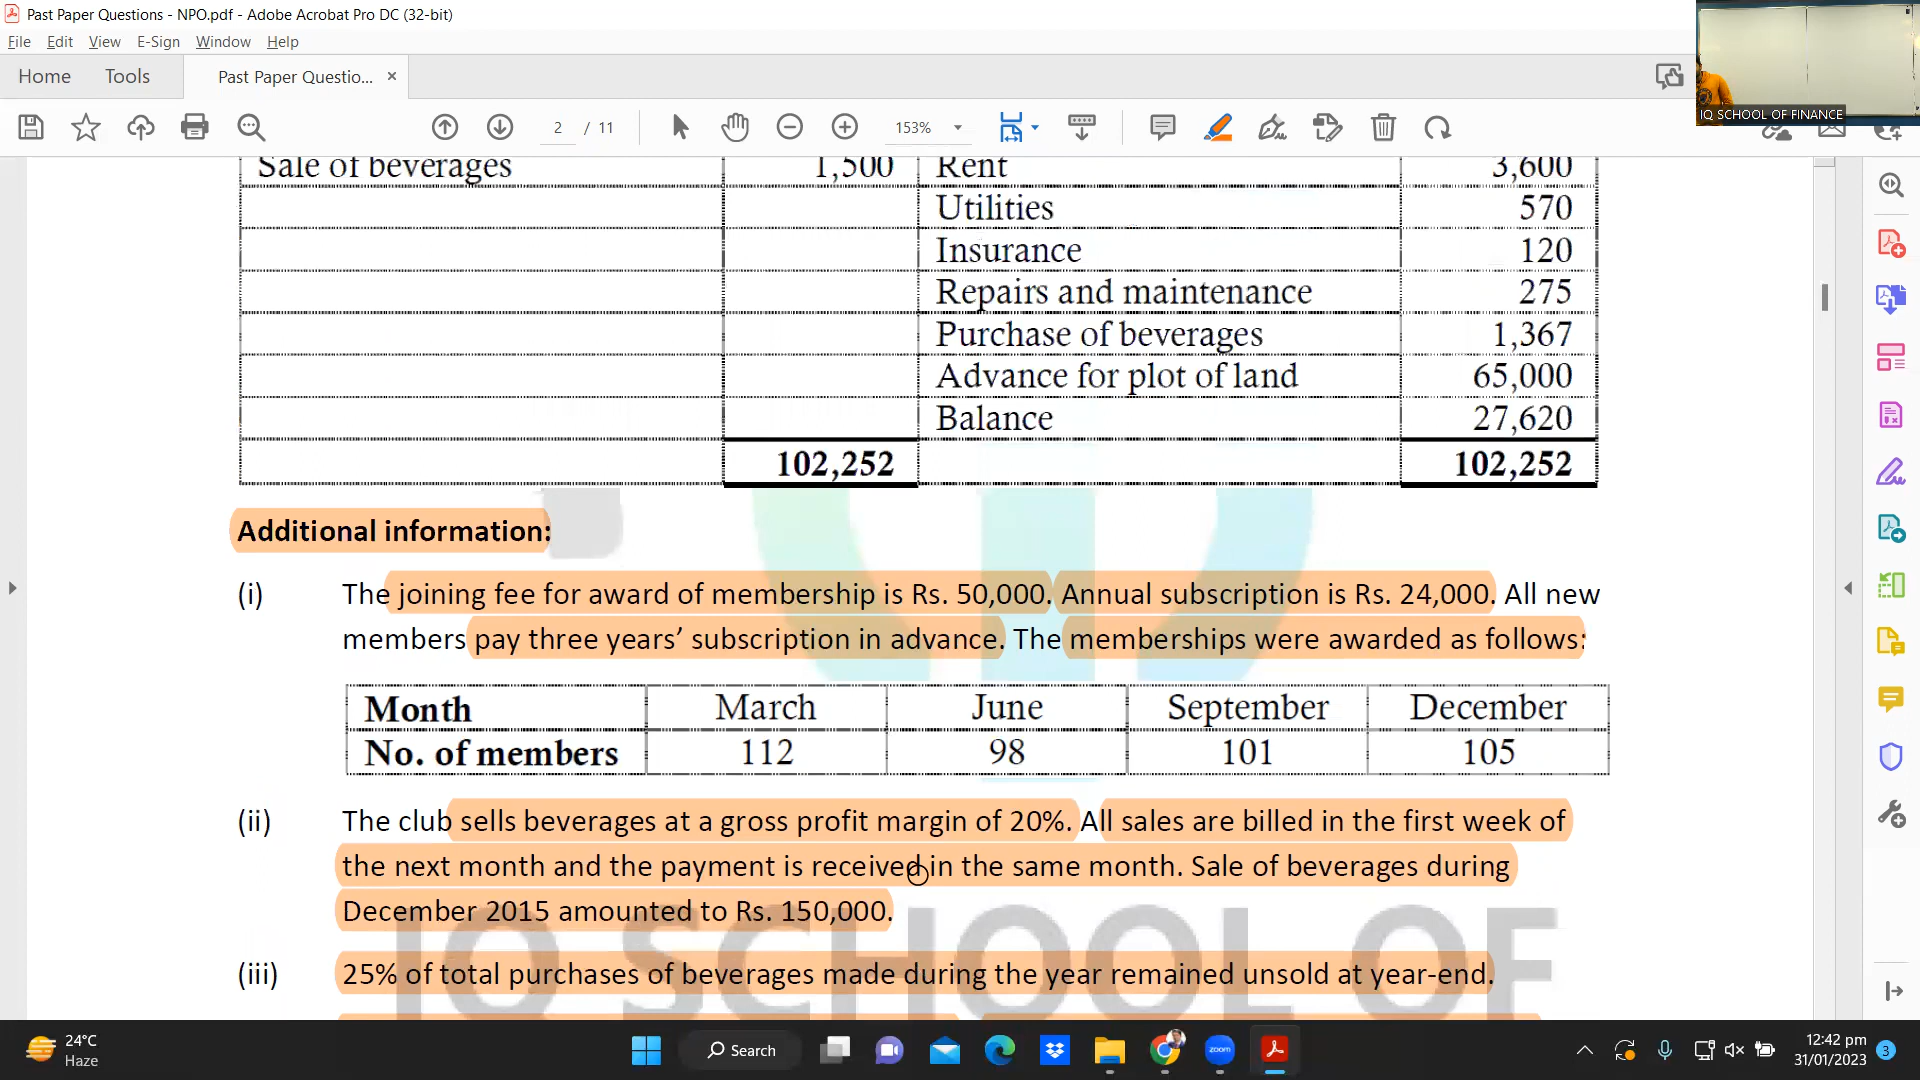 Past Paper Questions - NPO.pdf - Adobe Acrobat Pro DC (32-bit)
File Edit View E-Sign Window Help
Home Tools Past Paper Questio... ×
IQ SCHOOL OF FINANCE
2 / 11 153%
Sale of beverages 1,500 Rent 3,600
Utilities 570
Insurance 120
Repairs and maintenance 275
Purchase of beverages 1,367
Advance for plot of land 65,000
Balance 27,620
102,252 102,252
Additional information:
(i) The joining fee for award of membership is Rs. 50,000. Annual subscription is Rs. 24,000. All new
members pay three years’ subscription in advance. The memberships were awarded as follows:
Month March June September December
No. of members 112 98 101 105
(ii) The club sells beverages at a gross profit margin of 20%. All sales are billed in the first week of
the next month and the payment is received in the same month. Sale of beverages during
December 2015 amounted to Rs. 150,000.
IQ SCHOOL OF
(iii) 25% of total purchases of beverages made during the year remained unsold at year-end.
24°C
Haze
Search
zoom
12:42 pm
31/01/2023
3